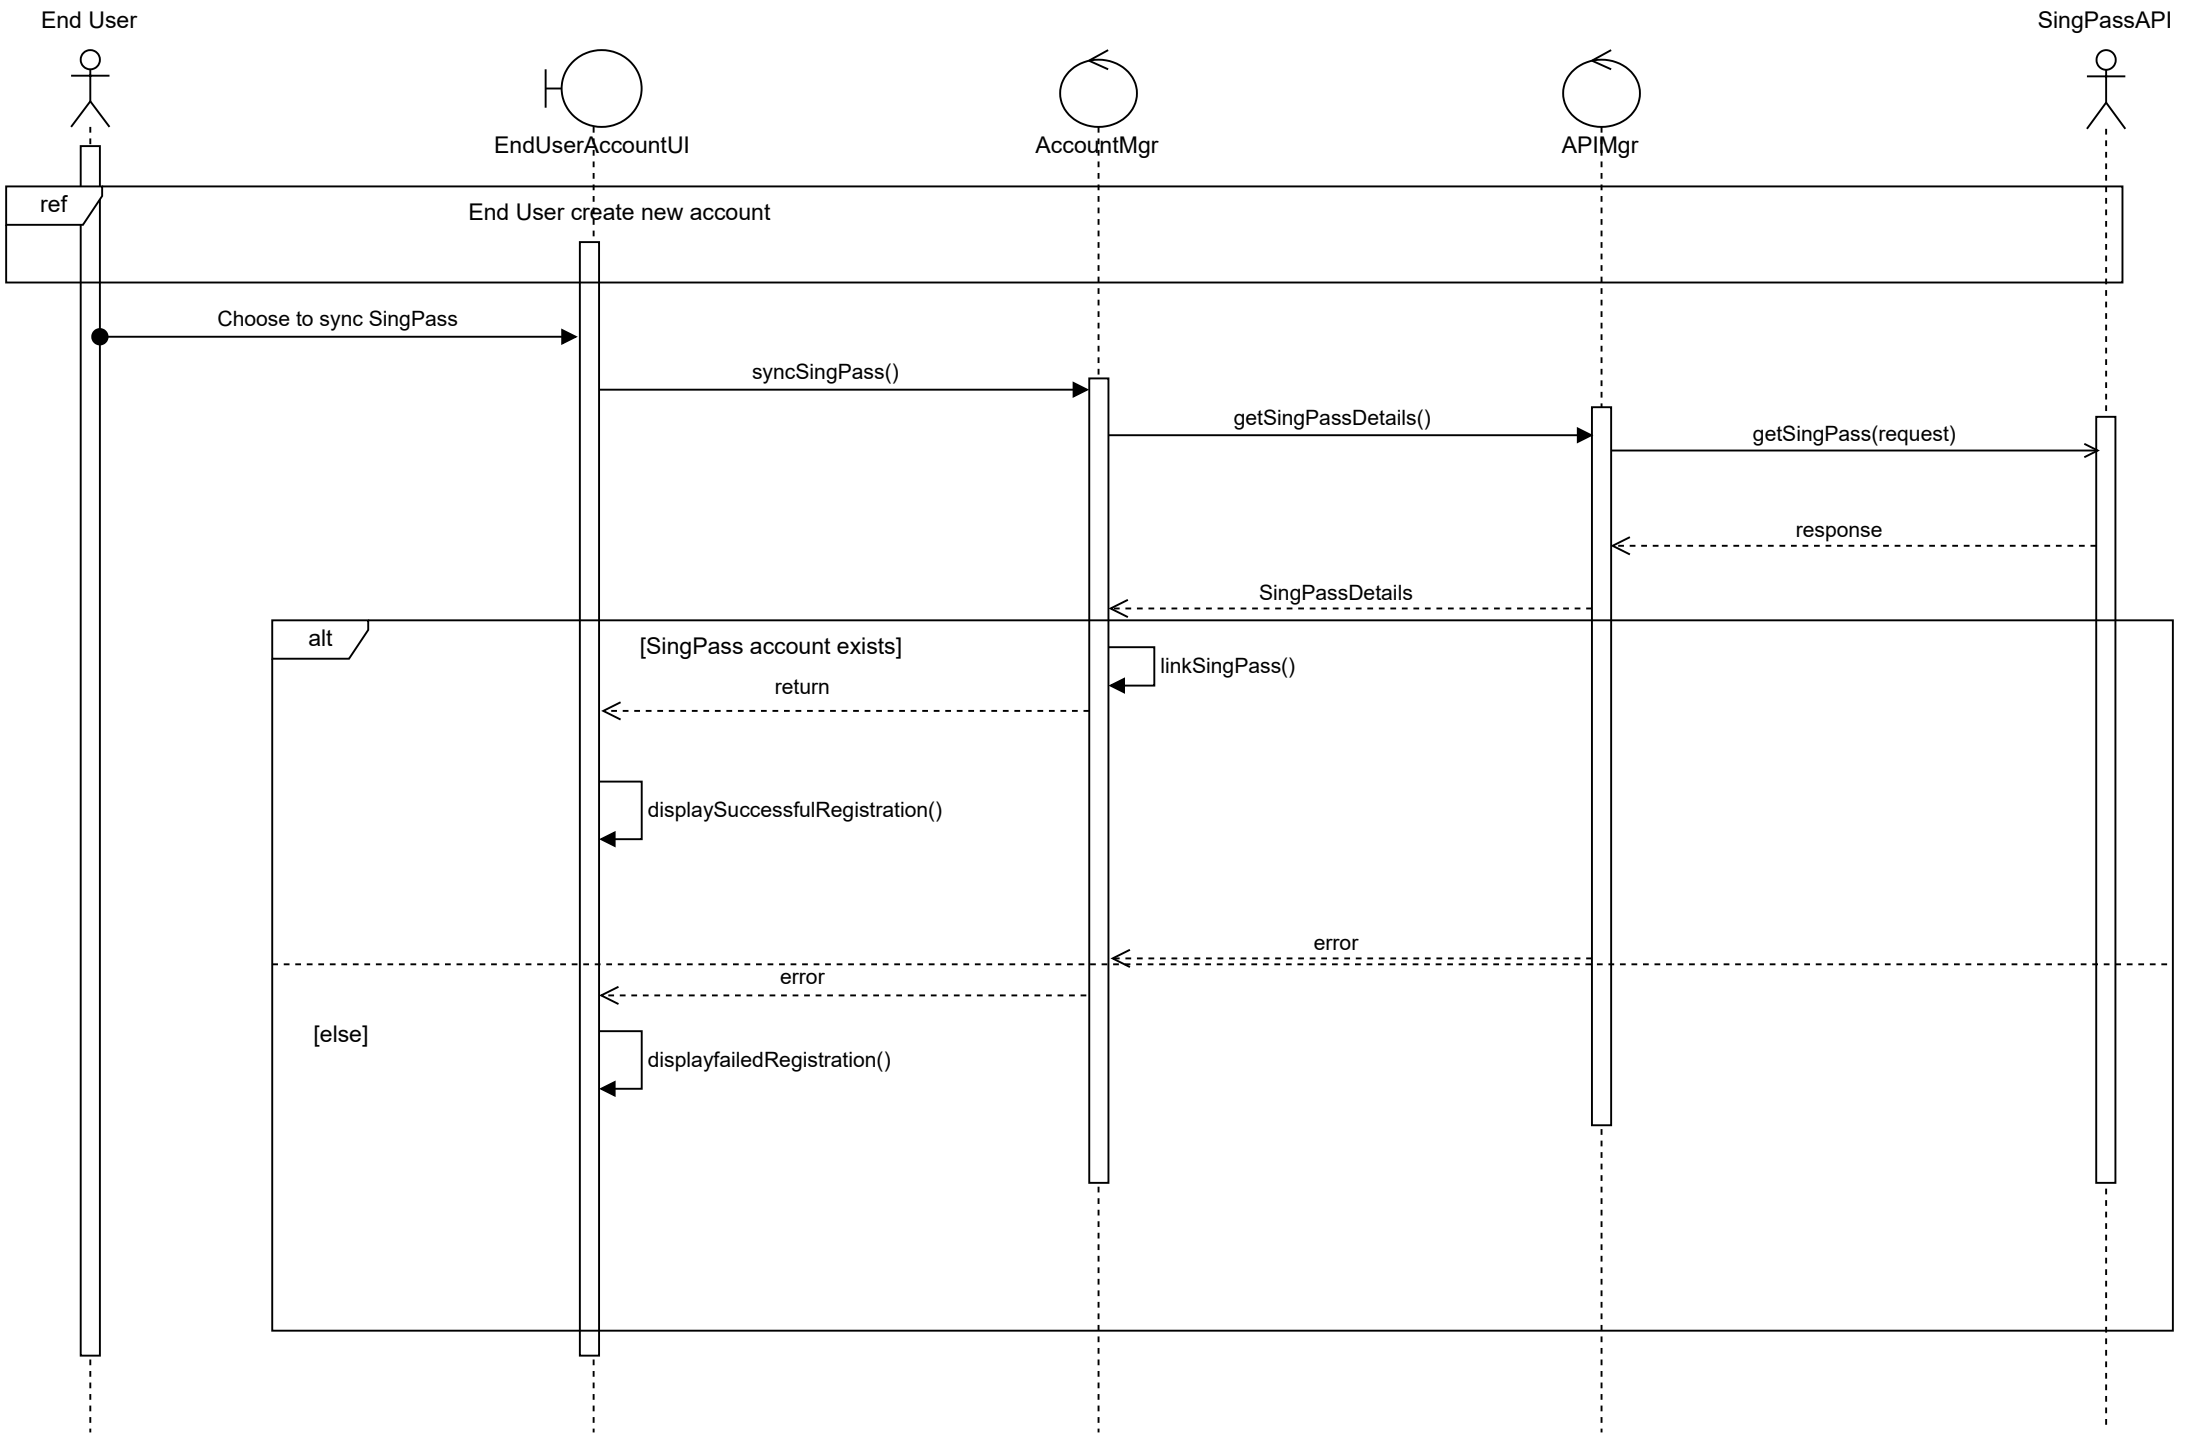 End User
SingPassAPI
EndUserAccountUI
AccountMgr
APIMgr
ref
End User create new account
Choose to sync SingPass
syncSingPass()
getSingPassDetails()
getSingPass(request)
response
SingPassDetails
alt
[SingPass account exists]
linkSingPass()
return
displaySuccessfulRegistration()
error
error
[else]
displayfailedRegistration()